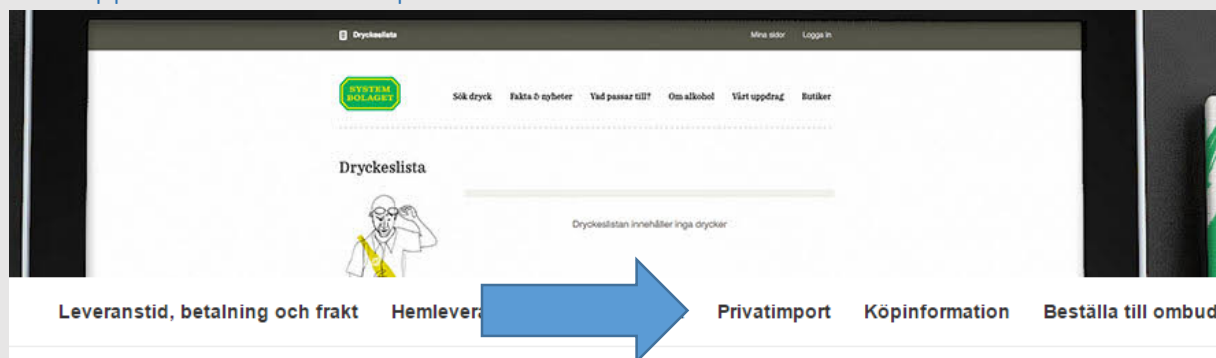 Dryckeslista Mina sidor Logga in
SYSTEM
BOLAGET
Sök dryck Fakta & nyheter Vad passar till? Om alkohol Vårt uppdrag Butiker
Dryckeslista
Dryckeslistan innehåller inga drycker
Leveranstid, betalning och frakt Privatimport Köpinformation Beställa till ombud